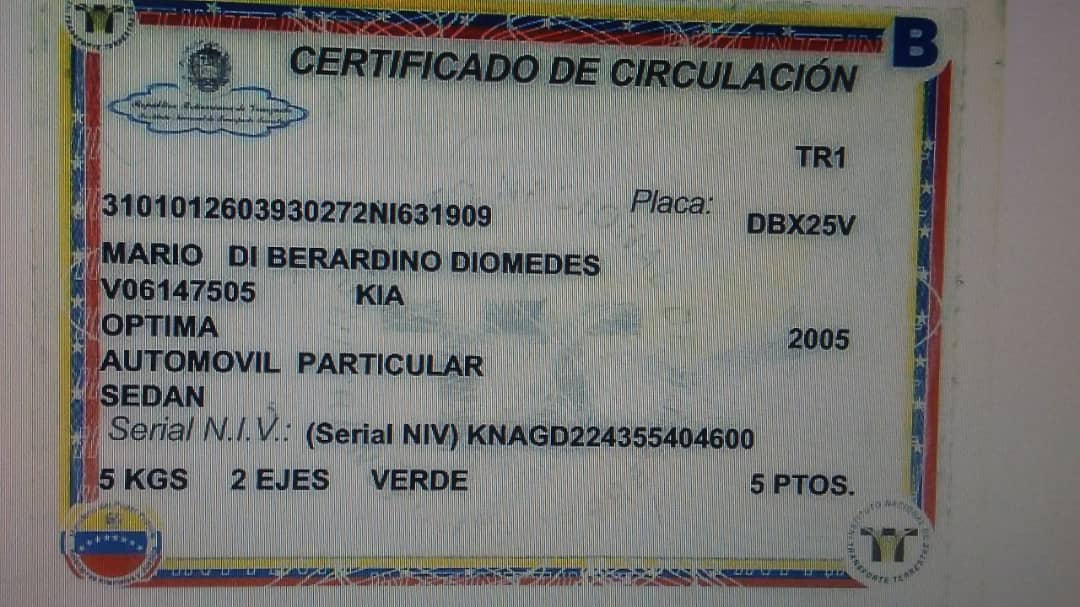 B
CERTIFICADO DE CIRCULACIÓN
República Bolivariana de Venezuela
TR1
3101012603930272NI631909
Placa: DBX25V
MARIO DI BERARDINO DIOMEDES
V06147505 KIA
OPTIMA 2005
AUTOMOVIL PARTICULAR
SEDAN
Serial N.I.V.: (Serial NIV) KNAGD224355404600
5 KGS 2 EJES VERDE 5 PTOS.
INSTITUTO NACIONAL DE TRANSPORTE TERRESTRE